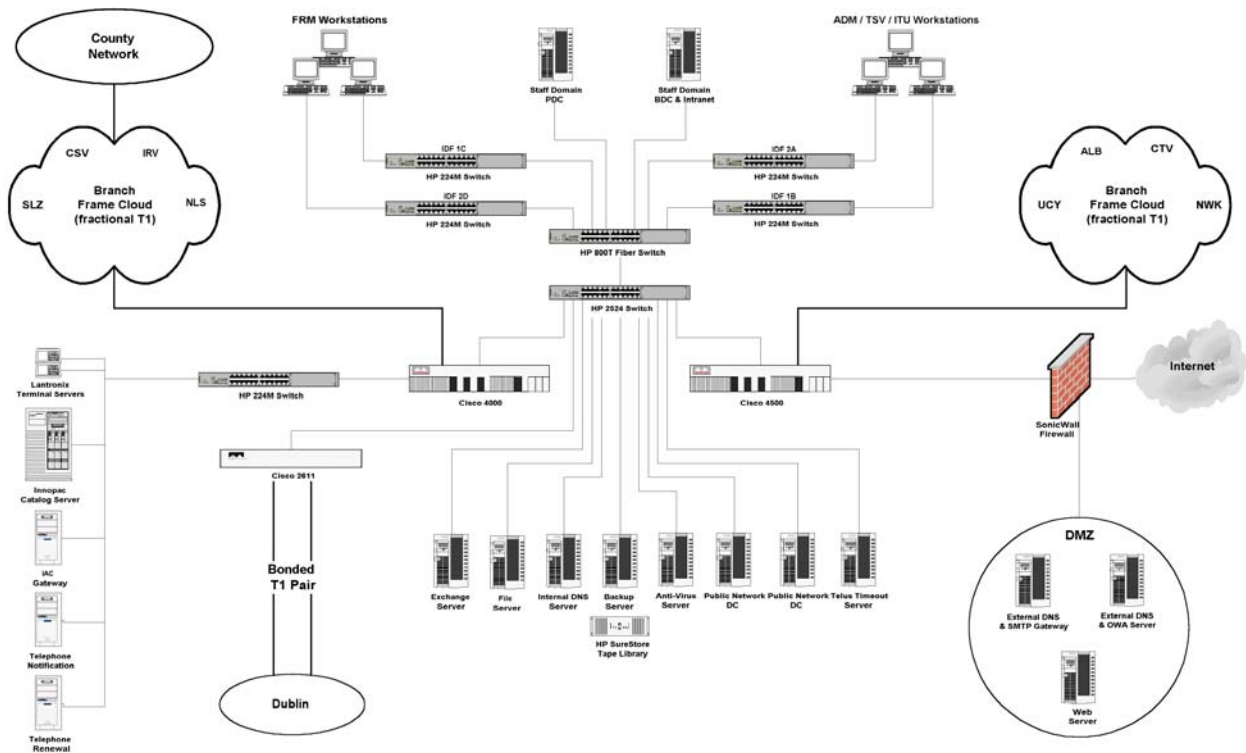 County
Network
FRM Workstations
ADM / TSV / ITU Workstations
Staff Domain
PDC
Staff Domain
BDC & Intranet
CSV
IRV
SLZ
NLS
Branch
Frame Cloud
(fractional T1)
IDF 1C
HP 224M Switch
IDF 2D
HP 224M Switch
IDF 2A
HP 224M Switch
IDF 1B
HP 224M Switch
ALB
CTV
UCY
NWK
Branch
Frame Cloud
(fractional T1)
HP 800T Fiber Switch
HP 2524 Switch
Lantronix
Terminal Servers
HP 224M Switch
Cisco 4000
Cisco 4500
SonicWall
Firewall
Internet
Innopac
Catalog Server
Cisco 2611
IAC
Gateway
Bonded
T1 Pair
Exchange
Server
File
Server
Internal DNS
Server
Backup
Server
Anti-Virus
Server
Public Network
DC
Public Network
DC
Telus Timeout
Server
HP SureStore
Tape Library
DMZ
External DNS
& SMTP Gateway
External DNS
& OWA Server
Web
Server
Telephone
Notification
Telephone
Renewal
Dublin